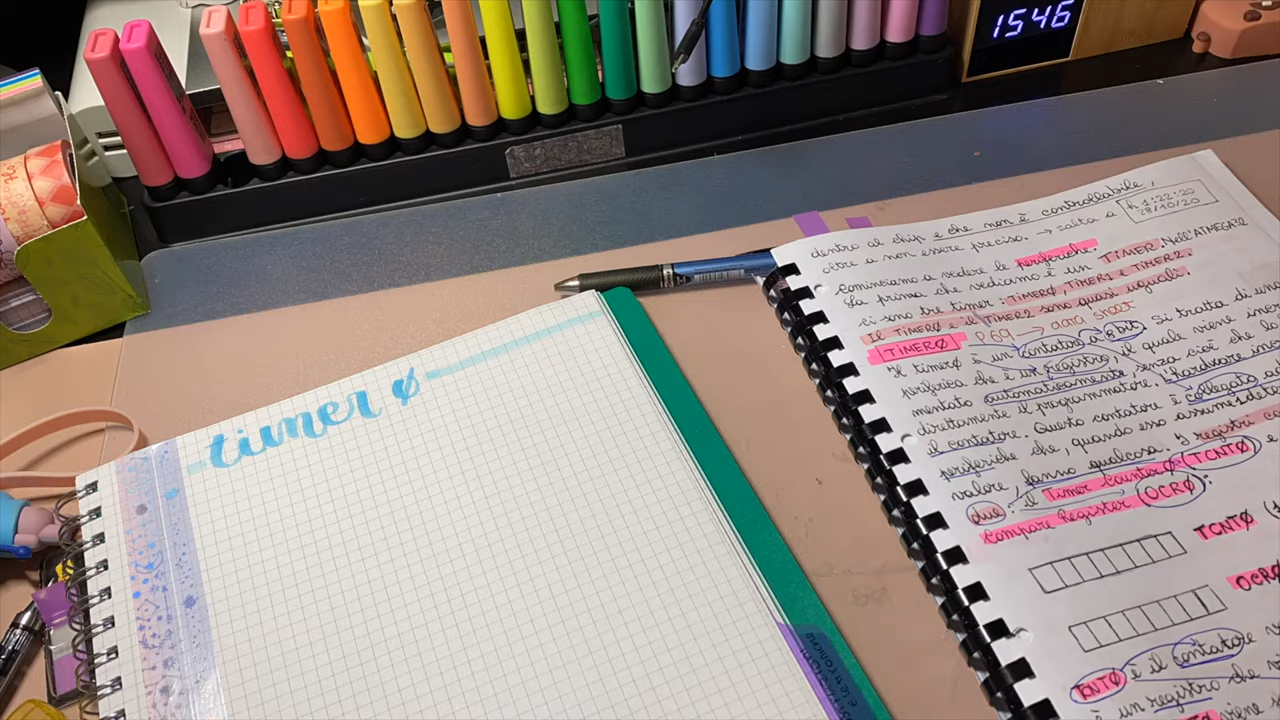 1546
timer Ø
dentro al chip e che non è controllabile,
oltre a non essere preciso. → salta a
h 1:22:20
28/10/20
cominciamo a vedere le periferiche.
La prima che vediamo è un TIMER. Nell'ATMEGA32
ci sono tre timer: TIMERØ, TIMER1 e TIMER2.
Il TIMERØ e il TIMER2 sono quasi uguali.
TIMERØ
Il timerØ è un contatore a 8 bit. Si tratta di una
periferica che è un registro, il quale viene
mentato automaticamente, senza cioè che
direttamente il programmatore. L'hardware
il contatore. Questo contatore è collegato
periferiche che, quando esso assume
valore, fanno qualcosa. I registri
due: il Timer Counter Ø (TCNTØ) e
Compare Register OCRØ:
TCNTØ
OCRØ
TCNTØ è il contatore
è un registro che
viene